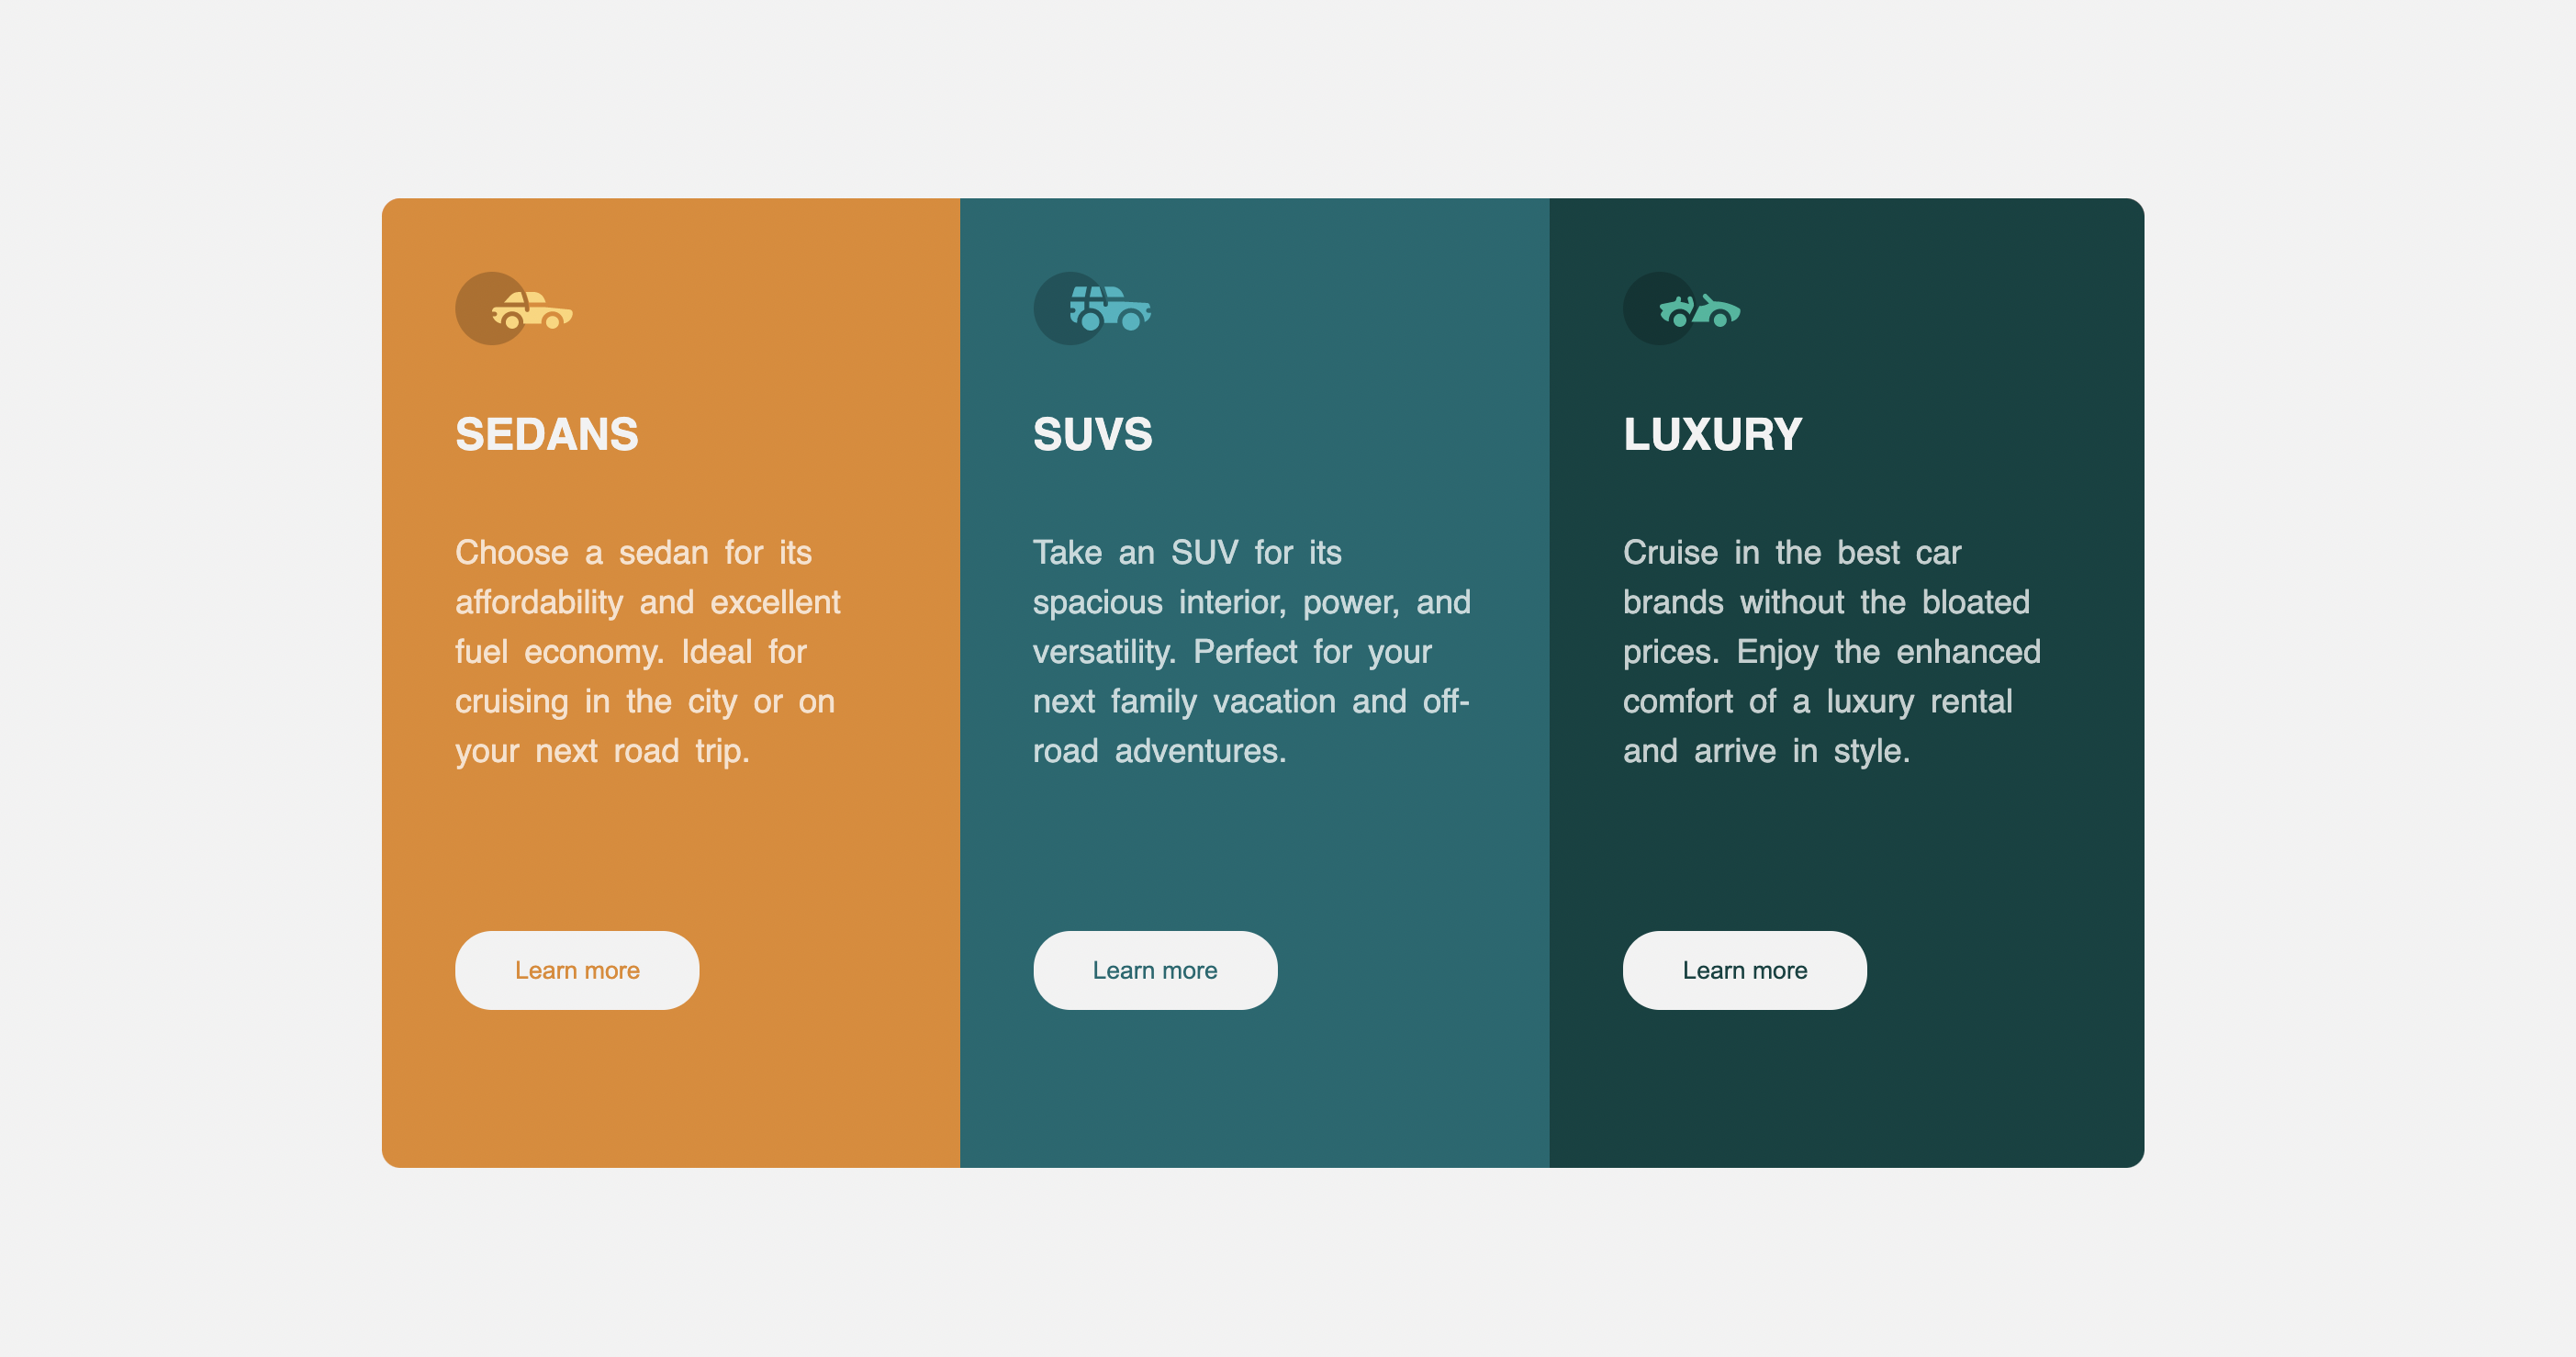 SEDANS
Choose a sedan for its
affordability and excellent
fuel economy. Ideal for
cruising in the city or on
your next road trip.
Learn more
SUVS
Take an SUV for its
spacious interior, power, and
versatility. Perfect for your
next family vacation and off-
road adventures.
Learn more
LUXURY
Cruise in the best car
brands without the bloated
prices. Enjoy the enhanced
comfort of a luxury rental
and arrive in style.
Learn more